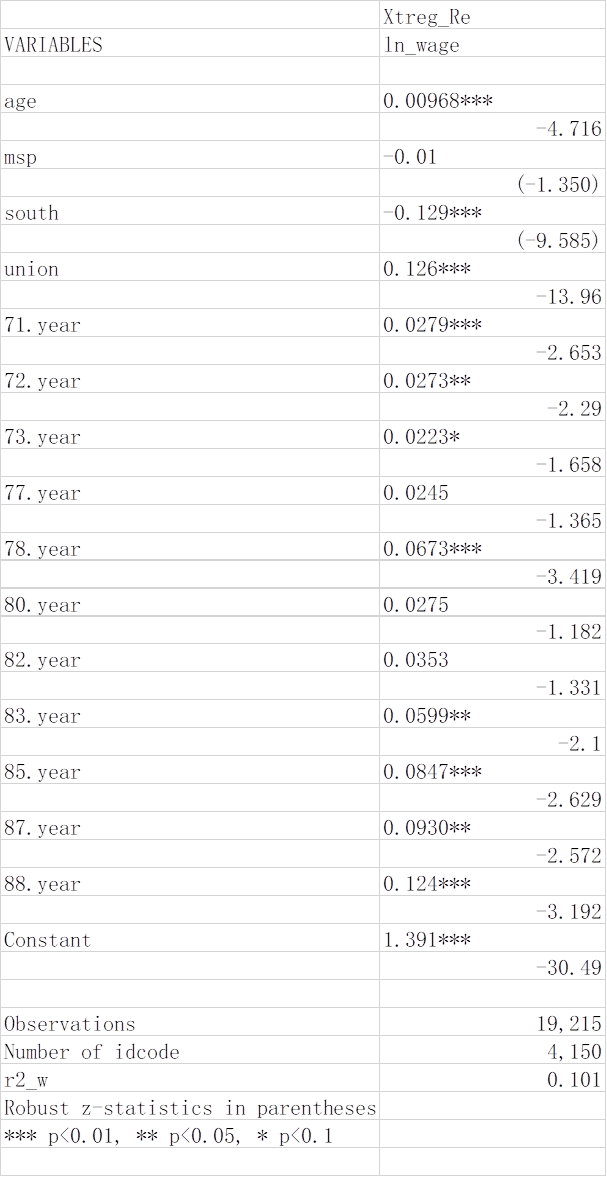 Xtreg_Re
VARIABLES ln_wage
age 0.00968***
-4.716
msp -0.01
(-1.350)
south -0.129***
(-9.585)
union 0.126***
-13.96
71.year 0.0279***
-2.653
72.year 0.0273**
-2.29
73.year 0.0223*
-1.658
77.year 0.0245
-1.365
78.year 0.0673***
-3.419
80.year 0.0275
-1.182
82.year 0.0353
-1.331
83.year 0.0599**
-2.1
85.year 0.0847***
-2.629
87.year 0.0930**
-2.572
88.year 0.124***
-3.192
Constant 1.391***
-30.49
Observations 19,215
Number of idcode 4,150
r2_w 0.101
Robust z-statistics in parentheses
*** p<0.01, ** p<0.05, * p<0.1